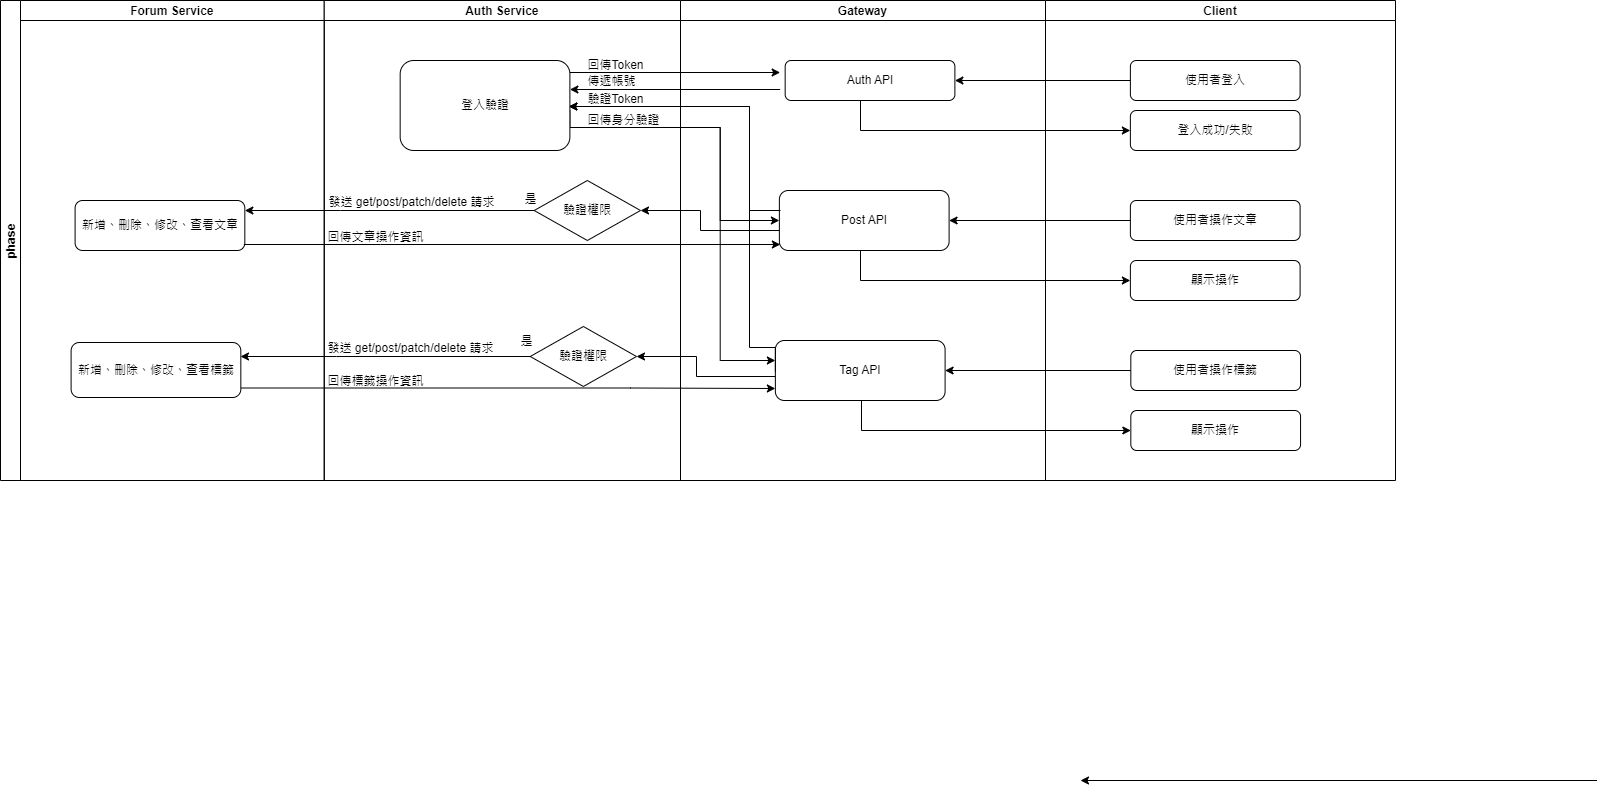 Forum Service
Auth Service
Gateway
Client
phase
登入驗證
回傳Token
傳遞帳號
驗證Token
回傳身分驗證
Auth API
使用者登入
登入成功/失敗
新增、刪除、修改、查看文章
發送 get/post/patch/delete 請求
是
驗證權限
回傳文章操作資訊
Post API
使用者操作文章
顯示操作
新增、刪除、修改、查看標籤
發送 get/post/patch/delete 請求
是
驗證權限
回傳標籤操作資訊
Tag API
使用者操作標籤
顯示操作